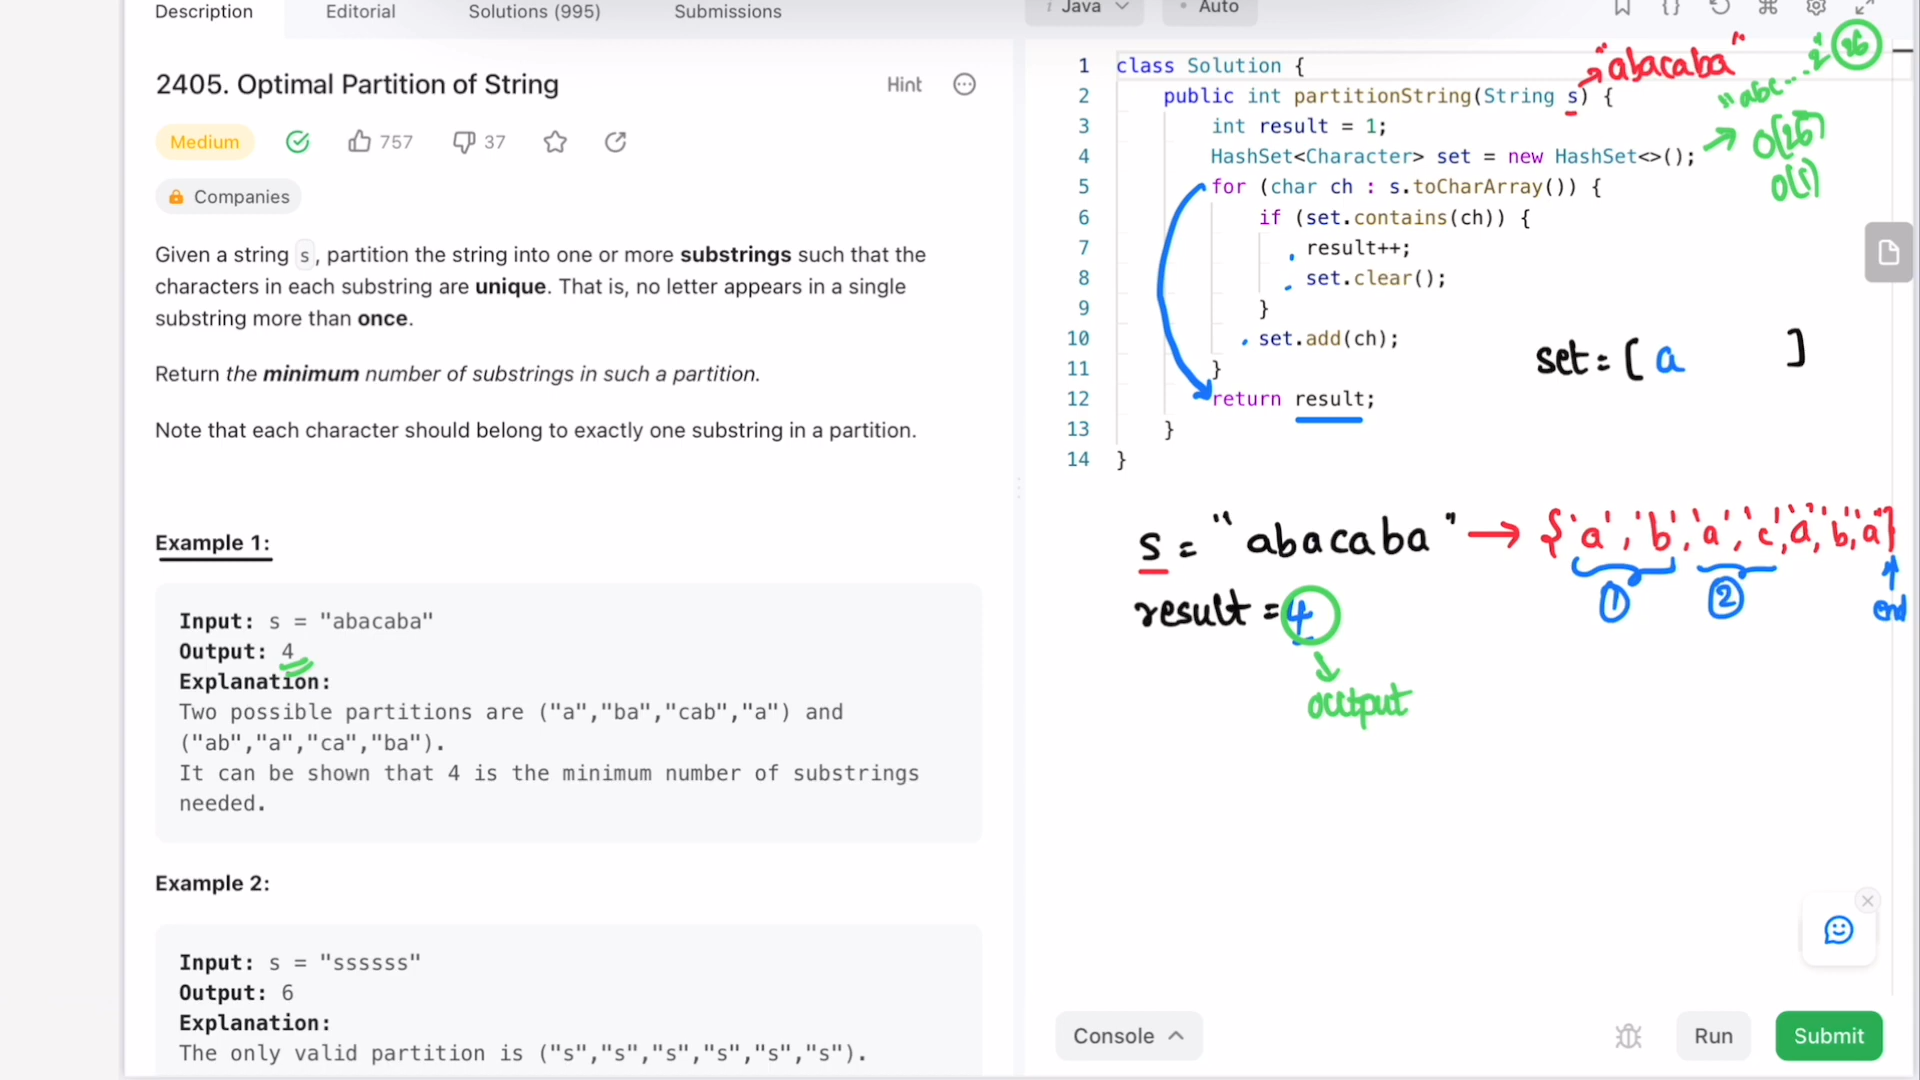 Description Editorial Solutions (995) Submissions
2405. Optimal Partition of String Hint
Medium 757 37
Companies
Given a string s, partition the string into one or more substrings such that the
characters in each substring are unique. That is, no letter appears in a single
substring more than once.
Return the minimum number of substrings in such a partition.
Note that each character should belong to exactly one substring in a partition.
Example 1:
Input: s = "abacaba"
Output: 4
Explanation:
Two possible partitions are ("a","ba","cab","a") and
("ab","a","ca","ba").
It can be shown that 4 is the minimum number of substrings
needed.
Example 2:
Input: s = "ssssss"
Output: 6
Explanation:
The only valid partition is ("s","s","s","s","s","s").
i Java Auto
1 class Solution {
2 public int partitionString(String s) {
3 int result = 1;
4 HashSet<Character> set = new HashSet<>();
5 for (char ch : s.toCharArray()) {
6 if (set.contains(ch)) {
7 result++;
8 set.clear();
9 }
10 set.add(ch);
11 }
12 return result;
13 }
14 }
"abacaba"
"abc...z" 26
O(26)
O(1)
set = [ a ]
s = "abacaba" → {'a', 'b', 'a', 'c', 'a', 'b', 'a'}
1 2 end
result = 4
output
Console Run Submit